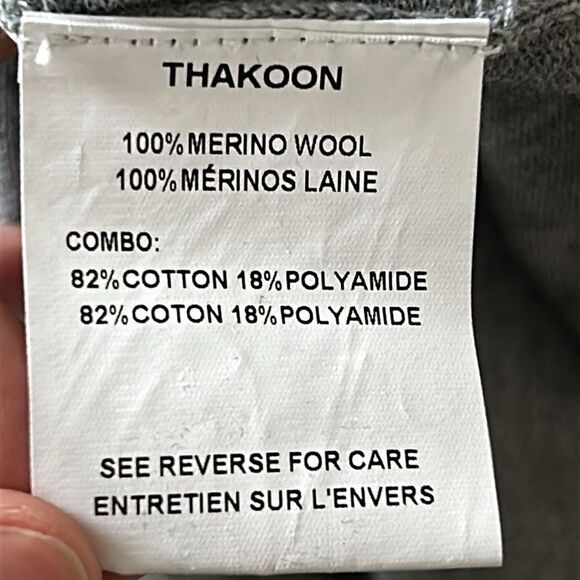 THAKOON
100% MERINO WOOL
100% MÉRINOS LAINE
COMBO:
82% COTTON 18% POLYAMIDE
82% COTON 18% POLYAMIDE
SEE REVERSE FOR CARE
ENTRETIEN SUR L'ENVERS